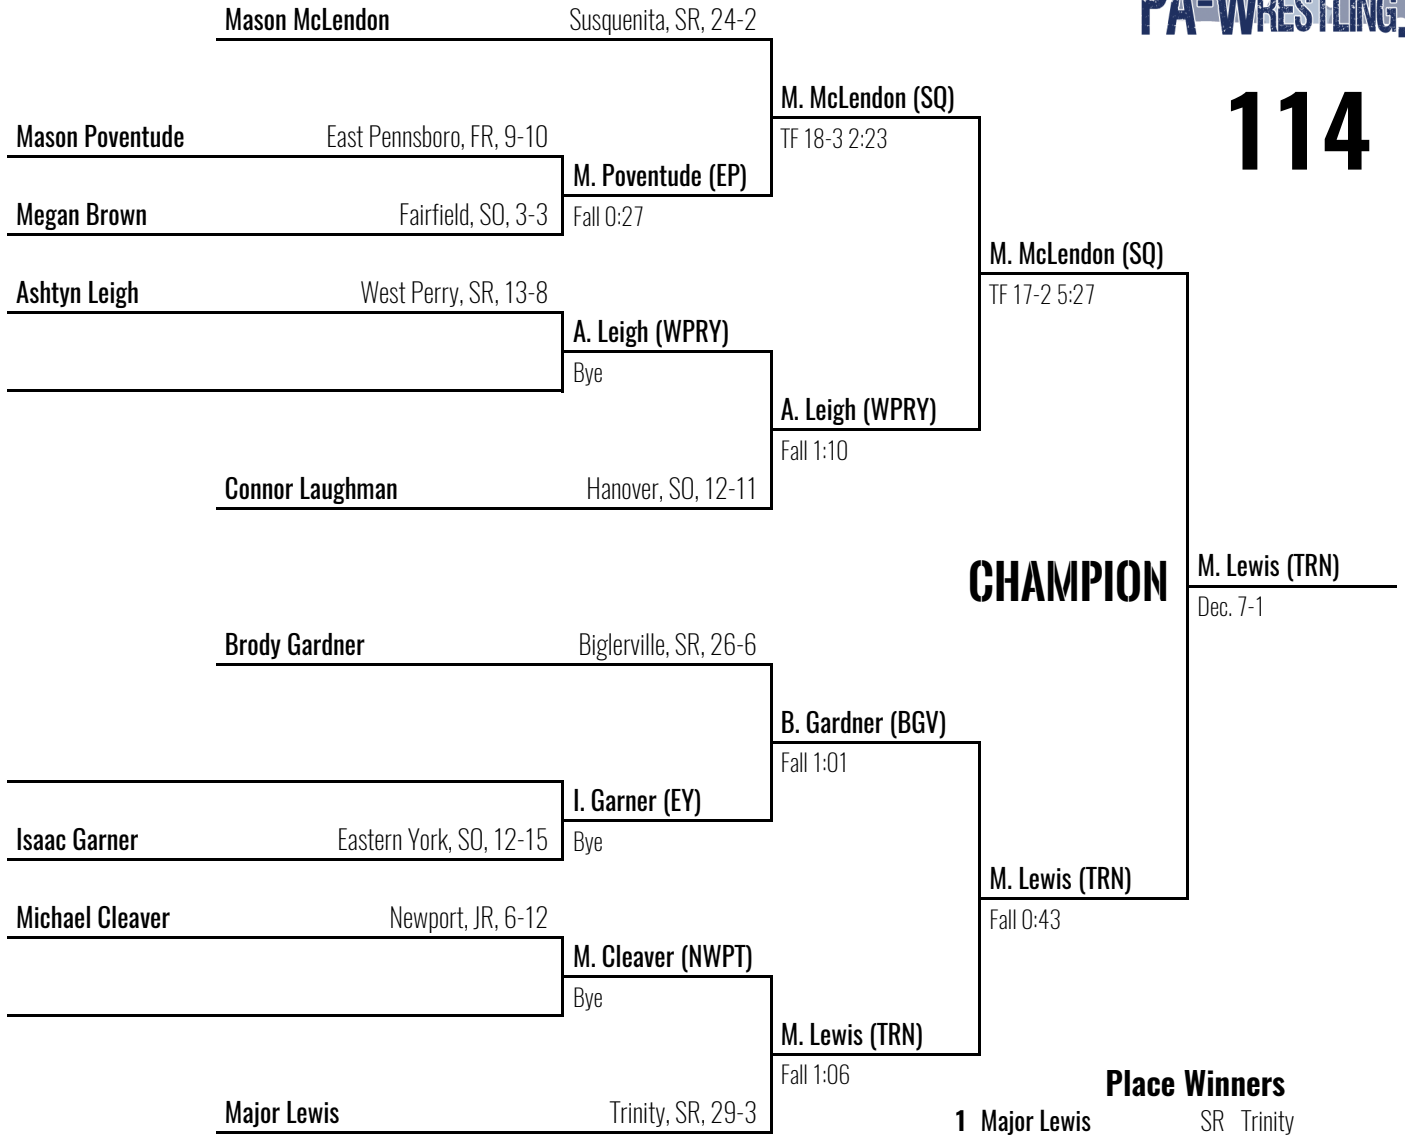 Mason McLendon Susquenita, SR, 24-2
PA-WRESTLING.
M. McLendon (SQ)
114
Mason Poventude East Pennsboro, FR, 9-10
TF 18-3 2:23
M. Poventude (EP)
Megan Brown Fairfield, SO, 3-3
Fall 0:27
M. McLendon (SQ)
Ashtyn Leigh West Perry, SR, 13-8
TF 17-2 5:27
A. Leigh (WPRY)
Bye
A. Leigh (WPRY)
Fall 1:10
Connor Laughman Hanover, SO, 12-11
CHAMPION
M. Lewis (TRN)
Dec. 7-1
Brody Gardner Biglerville, SR, 26-6
B. Gardner (BGV)
Fall 1:01
I. Garner (EY)
Isaac Garner Eastern York, SO, 12-15
Bye
M. Lewis (TRN)
Michael Cleaver Newport, JR, 6-12
Fall 0:43
M. Cleaver (NWPT)
Bye
M. Lewis (TRN)
Fall 1:06
Place Winners
Major Lewis Trinity, SR, 29-3
1 Major Lewis SR Trinity